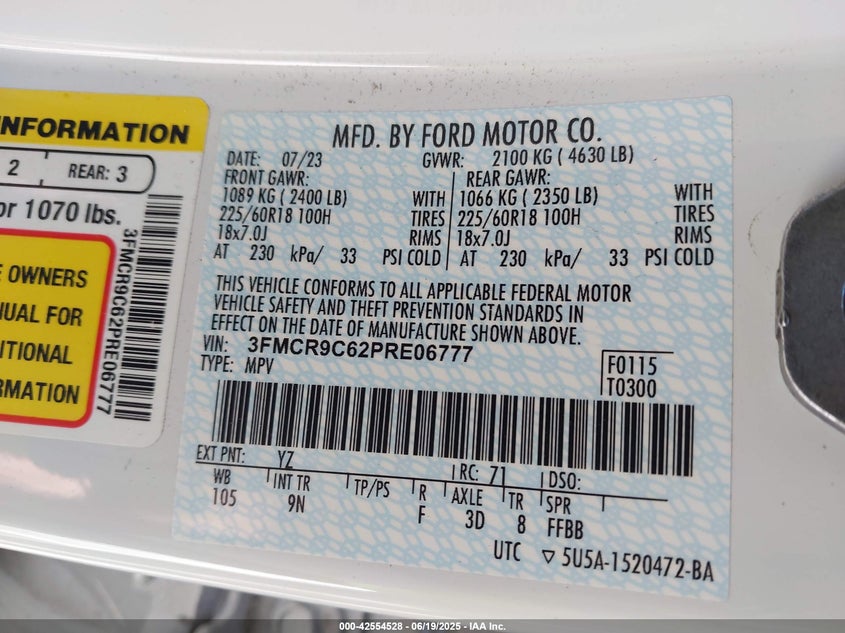 INFORMATION
2 REAR: 3
or 1070 lbs.
E OWNERS
NUAL FOR
ITIONAL
RMATION
3FMCR9C62PRE06777
MFD. BY FORD MOTOR CO.
DATE: 07/23 GVWR: 2100 KG ( 4630 LB)
FRONT GAWR: REAR GAWR:
1089 KG ( 2400 LB) WITH 1066 KG ( 2350 LB) WITH
225/60R18 100H TIRES 225/60R18 100H TIRES
18x7.0J RIMS 18x7.0J RIMS
AT 230 kPa/ 33 PSI COLD AT 230 kPa/ 33 PSI COLD
THIS VEHICLE CONFORMS TO ALL APPLICABLE FEDERAL MOTOR
VEHICLE SAFETY AND THEFT PREVENTION STANDARDS IN
EFFECT ON THE DATE OF MANUFACTURE SHOWN ABOVE.
VIN: 3FMCR9C62PRE06777
TYPE: MPV
F0115
T0300
EXT PNT: YZ RC: 71 DSO:
WB INT TR TP/PS R AXLE TR SPR
105 9N F 3D 8 FFBB
UTC ▽ 5U5A-1520472-BA
000-42554528 - 06/19/2025 - IAA Inc.